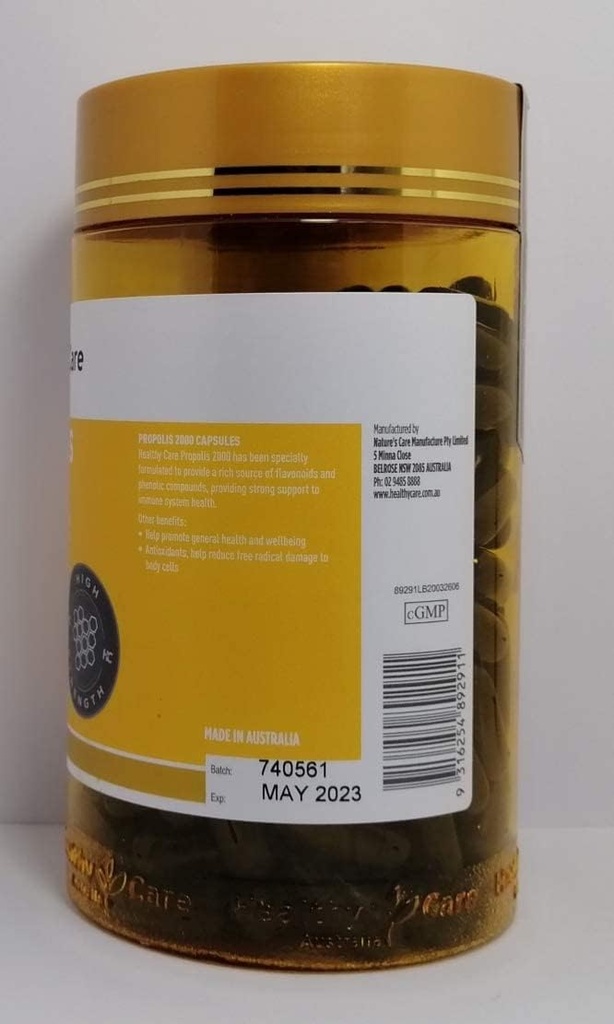 are
S
PROPOLIS 2000 CAPSULES
Healthy Care Propolis 2000 has been specially
formulated to provide a rich source of flavonoids and
phenolic compounds, providing strong support to
immune system health.
Other benefits:
• Help promote general health and wellbeing
• Antioxidants, help reduce free radical damage to
body cells
HIGH
NGTH
HC
MADE IN AUSTRALIA
Batch: 740561
Exp: MAY 2023
Manufactured by
Nature's Care Manufacture Pty Limited
5 Minna Close
BELROSE NSW 2085 AUSTRALIA
Ph: 02 9485 8888
www.healthycare.com.au
89291LB20032606
cGMP
9 316254 892911
Care
Healthy Care
Australia